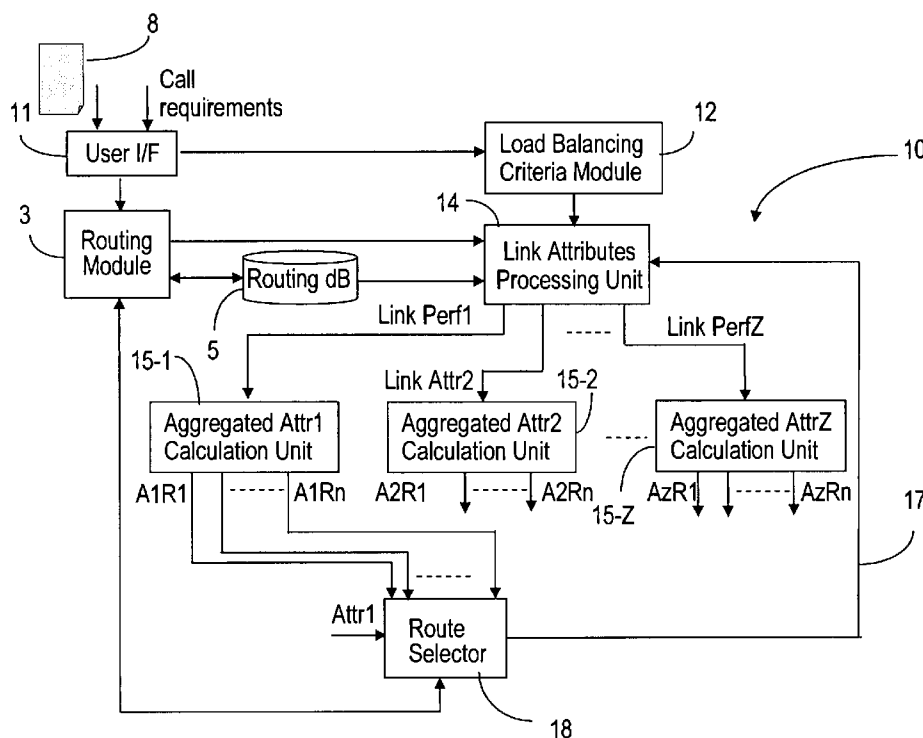 8
Call
requirements
11
User I/F
12
Load Balancing
Criteria Module
10
3
Routing
Module
14
Link Attributes
Processing Unit
Routing dB
5
Link Perf1
Link PerfZ
15-1
Link Attr2
15-2
Aggregated Attr1
Calculation Unit
Aggregated Attr2
Calculation Unit
Aggregated AttrZ
Calculation Unit
A1R1
A1Rn
A2R1
A2Rn
15-Z
AzR1
AzRn
17
Attr1
Route
Selector
18